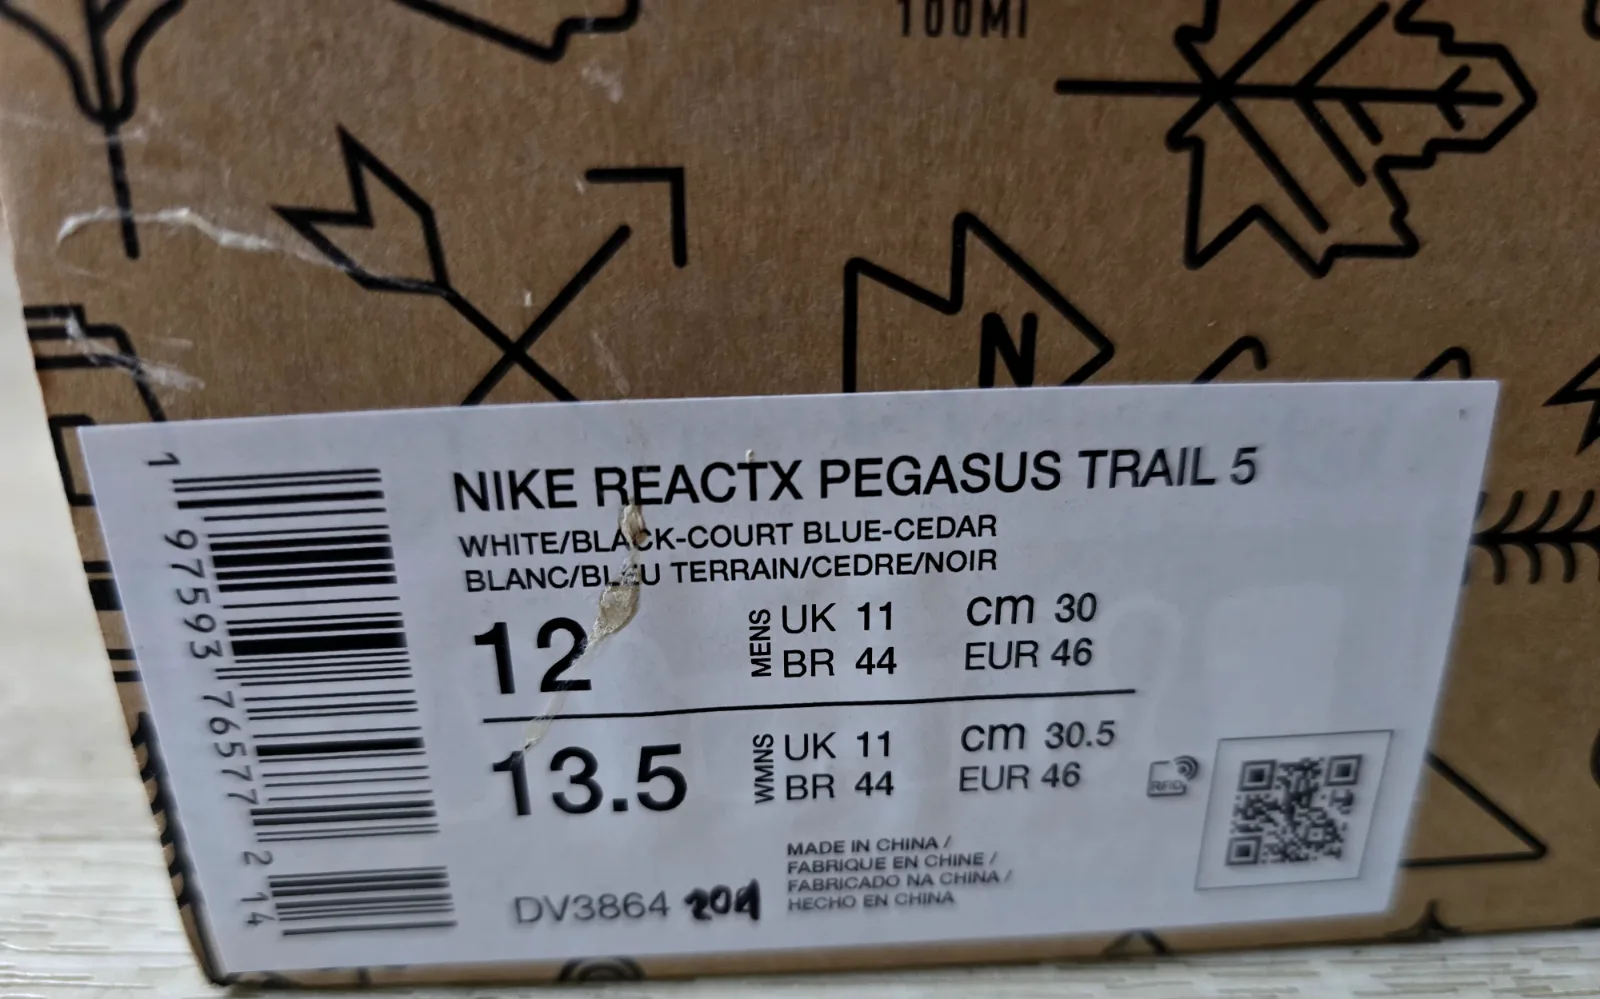 100MI
N
NIKE REACTX PEGASUS TRAIL 5
WHITE/BLACK-COURT BLUE-CEDAR
BLANC/BLEU TERRAIN/CEDRE/NOIR
12 MENS UK 11 cm 30
BR 44 EUR 46
13.5 WMNS UK 11 cm 30.5
BR 44 EUR 46
RFID
MADE IN CHINA /
FABRIQUE EN CHINE /
FABRICADO NA CHINA /
HECHO EN CHINA
DV3864 201
1 97593 76577 2 14